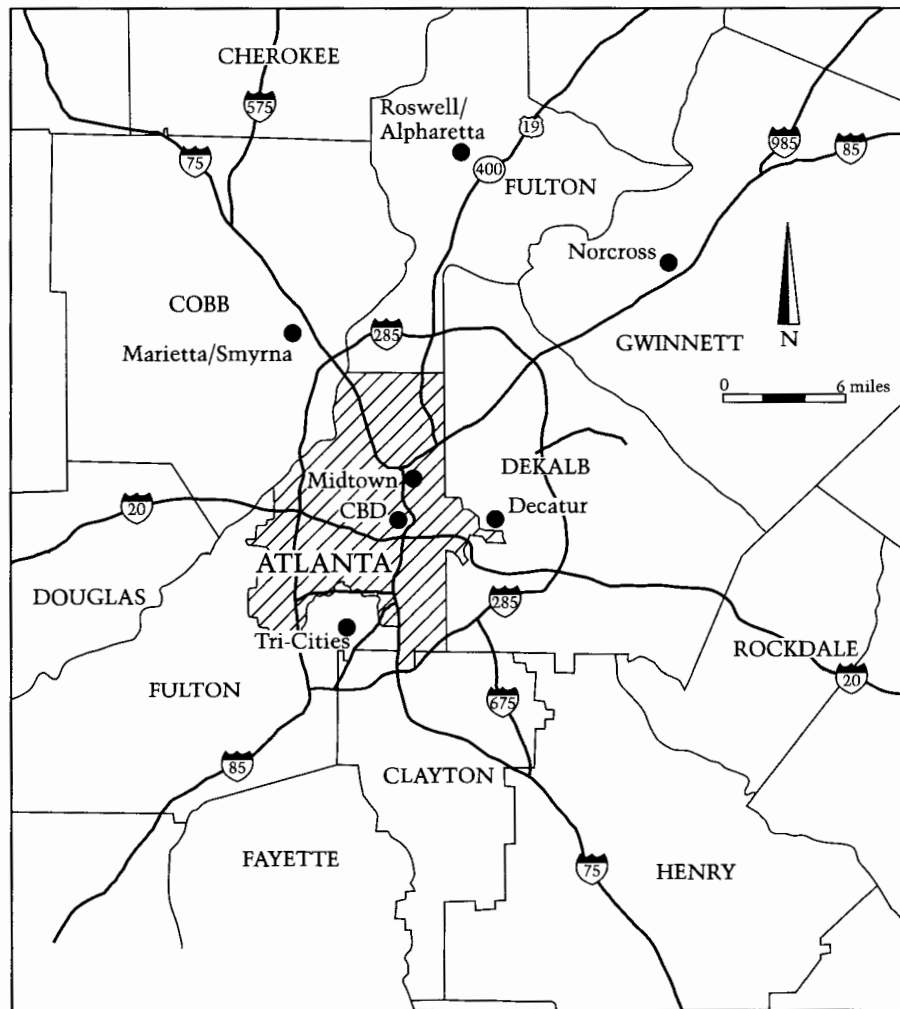 CHEROKEE
575
Roswell/
Alpharetta
19
985
85
75
400
FULTON
Norcross
COBB
285
Marietta/Smyrna
GWINNETT
N
0 6 miles
DEKALB
Midtown
Decatur
20
CBD
ATLANTA
DOUGLAS
285
Tri-Cities
ROCKDALE
FULTON
20
675
85
CLAYTON
FAYETTE
75
HENRY